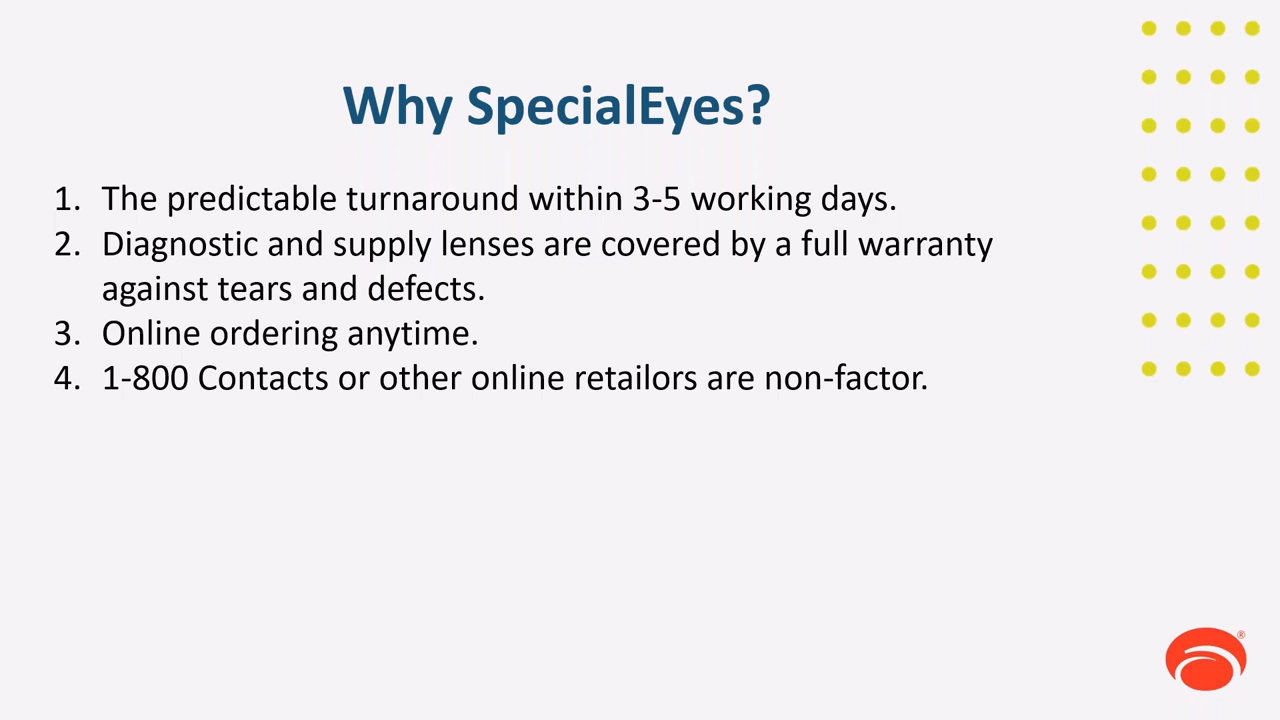 Why SpecialEyes?
1. The predictable turnaround within 3-5 working days.
2. Diagnostic and supply lenses are covered by a full warranty
against tears and defects.
3. Online ordering anytime.
4. 1-800 Contacts or other online retailors are non-factor.
®